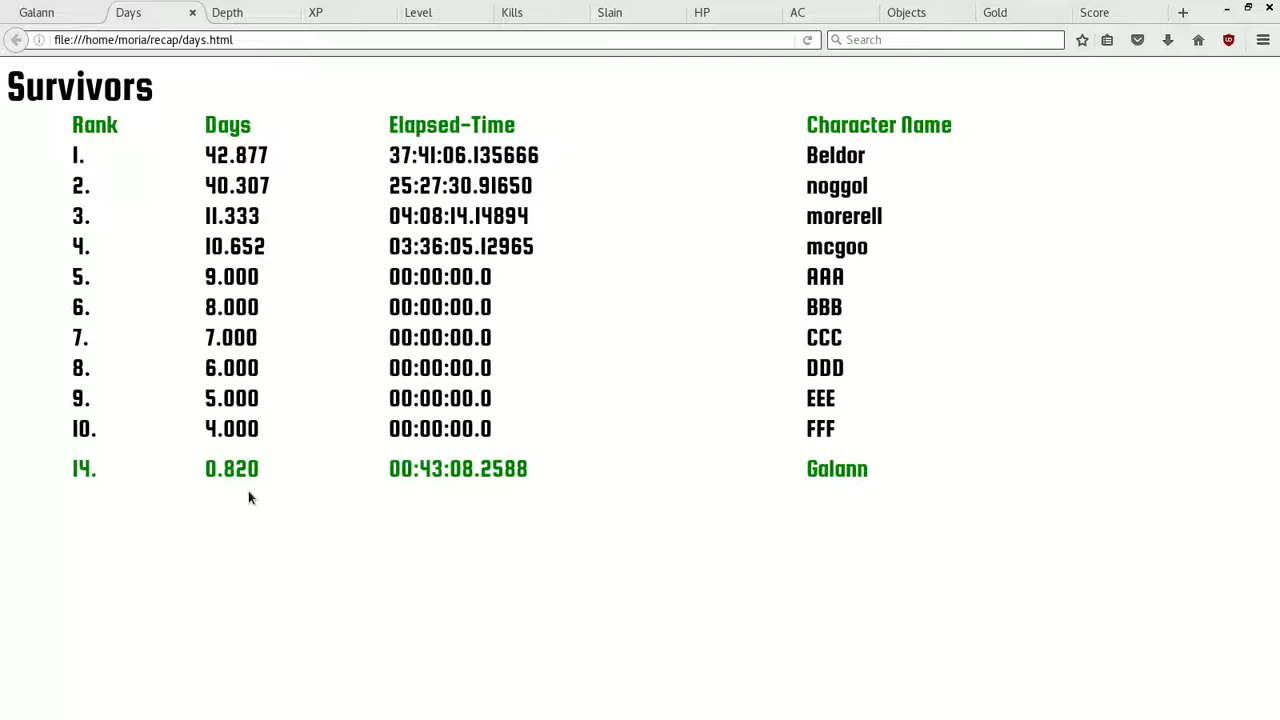 Galann Days × Depth XP Level Kills Slain HP AC Objects Gold Score
file:///home/moria/recap/days.html Search
Survivors
Rank Days Elapsed-Time Character Name
1. 42.877 37:41:06.135666 Beldor
2. 40.307 25:27:30.91650 noggol
3. 11.333 04:08:14.14894 morerell
4. 10.652 03:36:05.12965 mcgoo
5. 9.000 00:00:00.0 AAA
6. 8.000 00:00:00.0 BBB
7. 7.000 00:00:00.0 CCC
8. 6.000 00:00:00.0 DDD
9. 5.000 00:00:00.0 EEE
10. 4.000 00:00:00.0 FFF
14. 0.820 00:43:08.2588 Galann